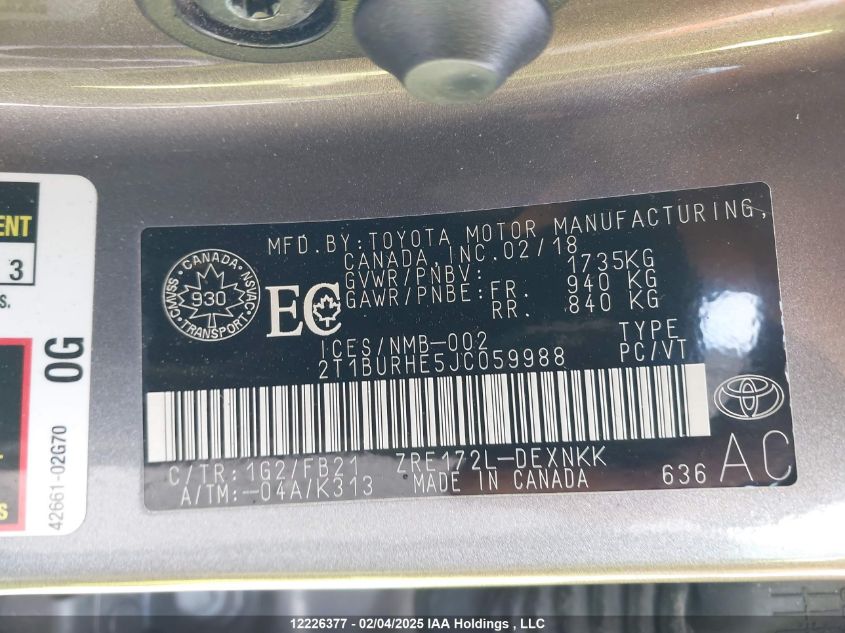 ENT
3
S.
0G
42661-02G70
S
MFD.BY:TOYOTA MOTOR MANUFACTURING,
CANADA,INC.02/18
GVWR/PNBV: 1735KG
GAWR/PNBE: FR. 940 KG
RR. 840 KG
CMVSS · CANADA · NSVAC
930
TRANSPORT
EC
ICES/NMB-002
2T1BURHE5JC059988
TYPE
PC/VT
C/TR:1G2/FB21 ZRE172L-DEXNKK
A/TM:-04A/K313 MADE IN CANADA 636 AC
12226377 - 02/04/2025 IAA Holdings , LLC